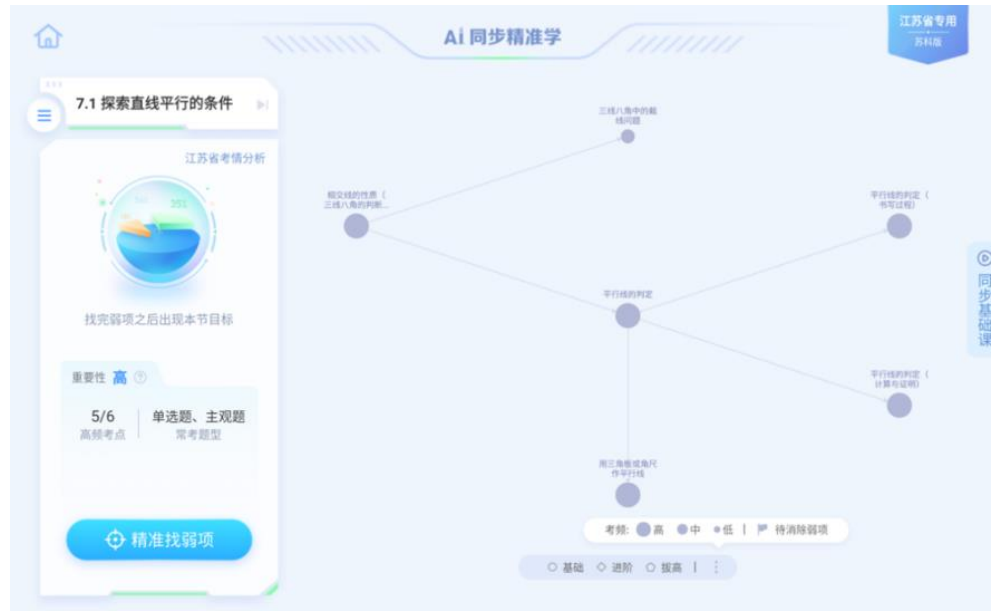 Ai 同步精准学
江苏省专用
苏科版
7.1 探索直线平行的条件
江苏省考情分析
找完弱项之后出现本节目标
重要性 高
5/6
高频考点
单选题、主观题
常考题型
精准找弱项
三线八角中的截
线问题
相交线的性质（
三线八角的判断...
平行线的判定（
书写过程）
平行线的判定
平行线的判定（
计算与证明）
用三角板或角尺
作平行线
考频: 高 中 低 | 待消除弱项
基础 进阶 拔高 |
同步基础课